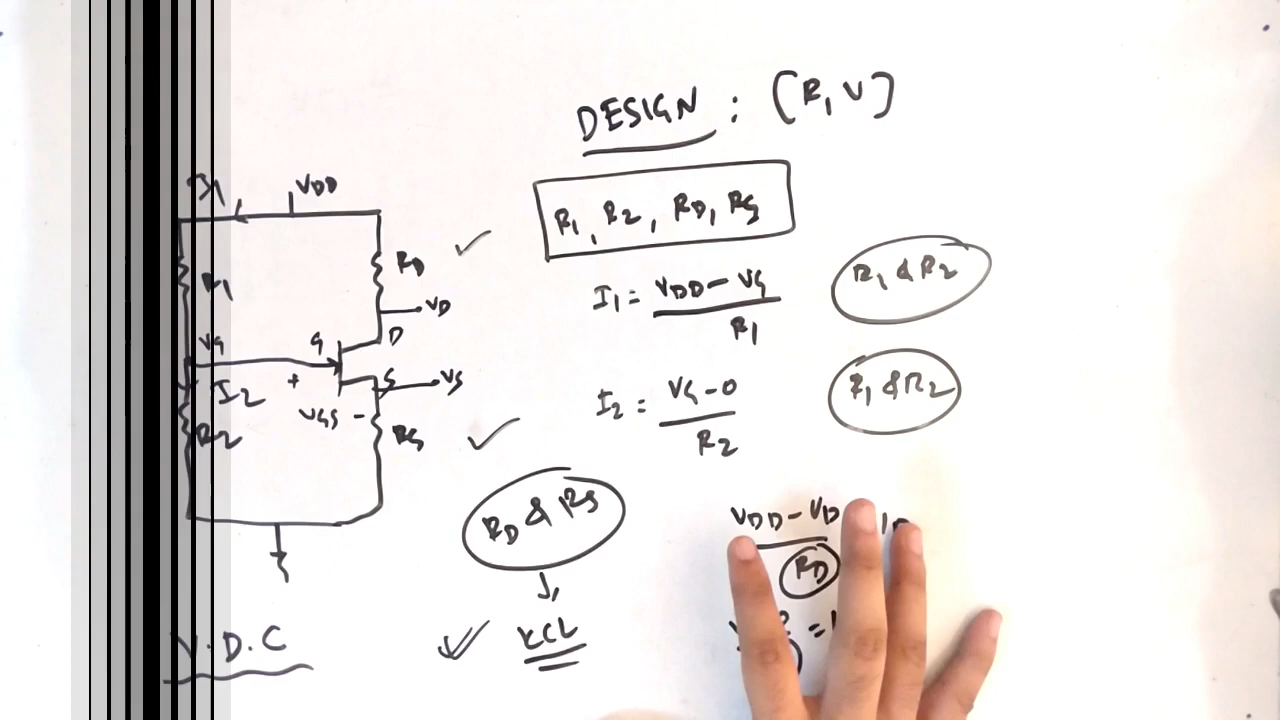 DESIGN : [R, V]
VDD
R1, R2, RD, RS
RD
R1
I1 = VDD - VG / R1
R1 & R2
VD
D
VG
G
S
VS
I2
+
VGS -
I2 = VG - 0 / R2
R1 & R2
R2
RS
RD & RS
VDD - VD
RD
KCL
V.D.C